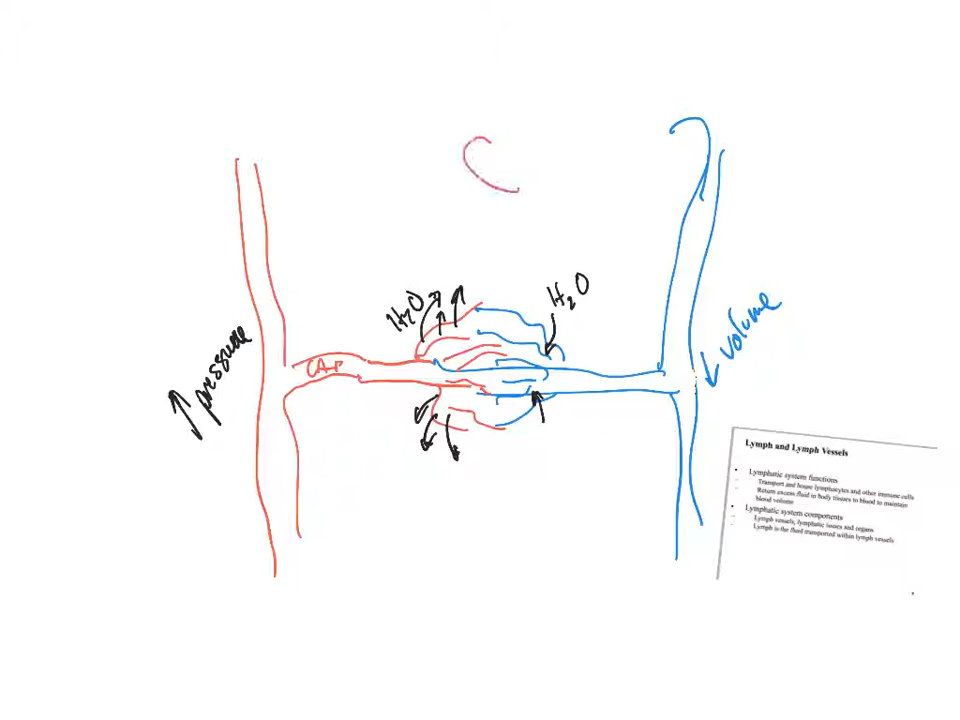 H₂O
H₂O
↓ volume
↑ pressure
CAP
Lymph and Lymph Vessels
• Lymphatic system functions
– Transport and house lymphocytes and other immune cells
– Return excess fluid in body tissues to blood to maintain
blood volume
• Lymphatic system components
– Lymph vessels, lymphatic tissues and organs
– Lymph is the fluid transported within lymph vessels